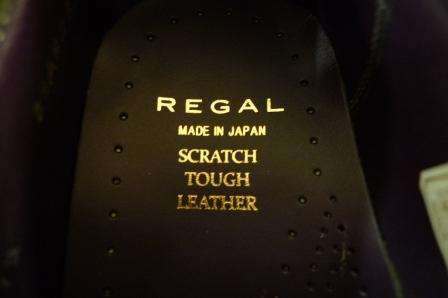 REGAL
MADE IN JAPAN
SCRATCH
TOUGH
LEATHER